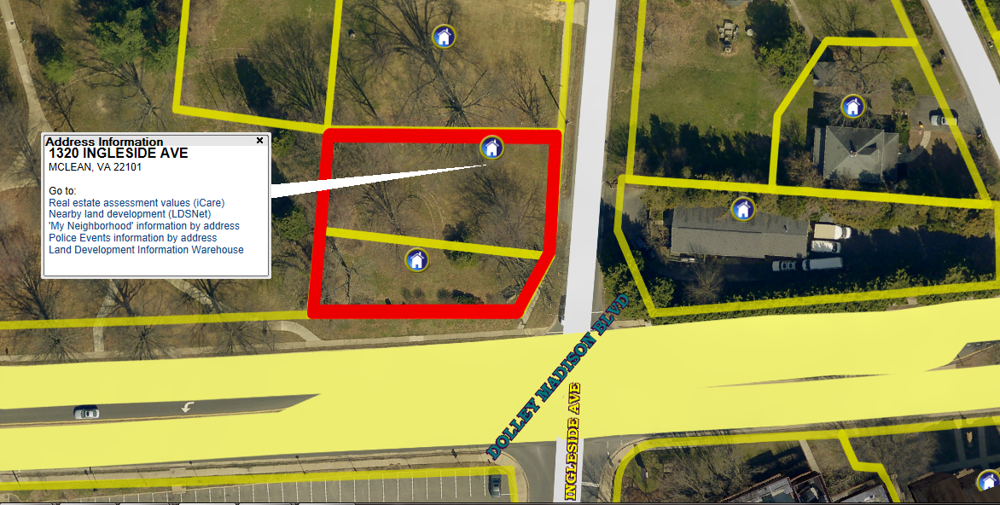 Address Information
1320 INGLESIDE AVE
MCLEAN, VA 22101
Go to:
Real estate assessment values (iCare)
Nearby land development (LDSNet)
'My Neighborhood' information by address
Police Events information by address
Land Development Information Warehouse
DOLLEY MADISON BLVD
INGLESIDE AVE